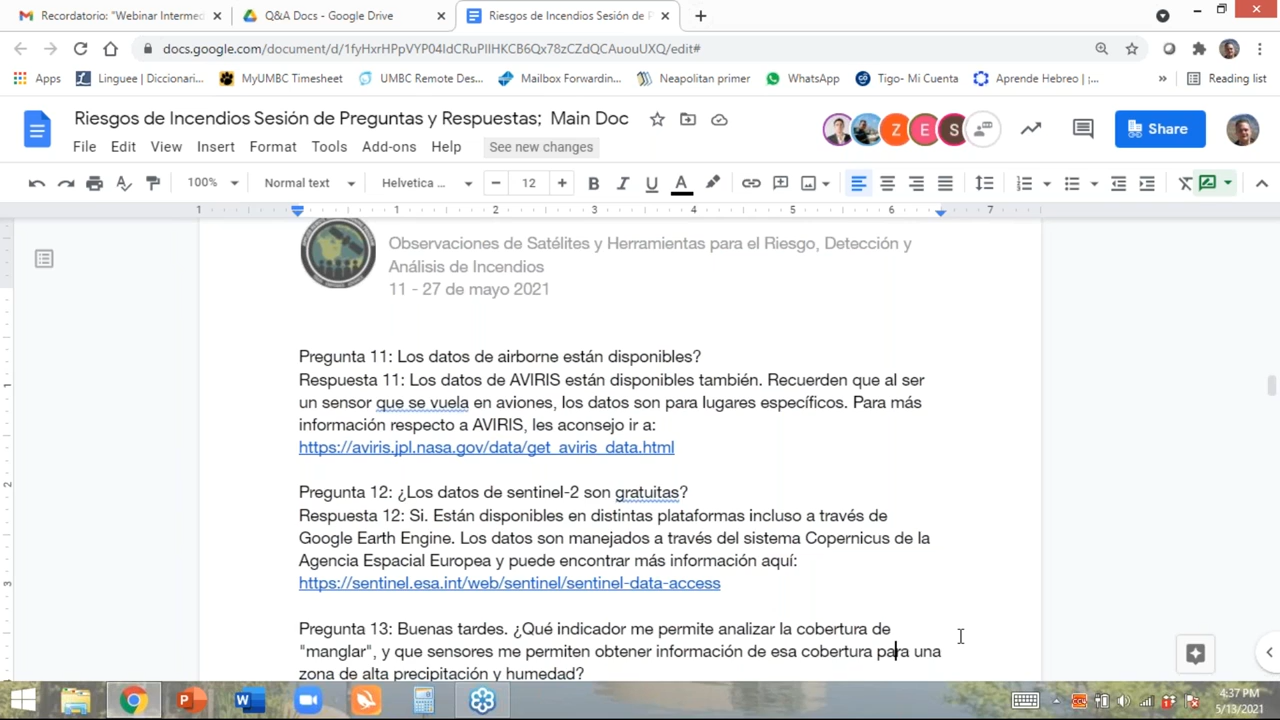 Recordatorio: "Webinar Intermed
Q&A Docs - Google Drive
Riesgos de Incendios Sesión de P
docs.google.com/document/d/1fyHxrHPpVYP04IdCRuPIlHKCB6Qx78zCZdQCAuouUXQ/edit#
Apps
Linguee | Diccionari...
MyUMBC Timesheet
UMBC Remote Des...
Mailbox Forwardin...
Neapolitan primer
WhatsApp
Tigo- Mi Cuenta
Aprende Hebreo |¡...
»
Reading list
Riesgos de Incendios Sesión de Preguntas y Respuestas; Main Doc
Z E S
Share
File Edit View Insert Format Tools Add-ons Help See new changes
100% Normal text Helvetica ... 12 B I U A
1 1 2 3 4 5 6 7
Observaciones de Satélites y Herramientas para el Riesgo, Detección y
Análisis de Incendios
11 - 27 de mayo 2021
Pregunta 11: Los datos de airborne están disponibles?
Respuesta 11: Los datos de AVIRIS están disponibles también. Recuerden que al ser
un sensor que se vuela en aviones, los datos son para lugares específicos. Para más
información respecto a AVIRIS, les aconsejo ir a:
https://aviris.jpl.nasa.gov/data/get_aviris_data.html
Pregunta 12: ¿Los datos de sentinel-2 son gratuitas?
Respuesta 12: Si. Están disponibles en distintas plataformas incluso a través de
Google Earth Engine. Los datos son manejados a través del sistema Copernicus de la
Agencia Espacial Europea y puede encontrar más información aquí:
https://sentinel.esa.int/web/sentinel/sentinel-data-access
Pregunta 13: Buenas tardes. ¿Qué indicador me permite analizar la cobertura de
"manglar", y que sensores me permiten obtener información de esa cobertura para una
zona de alta precipitación y humedad?
4:37 PM
5/13/2021